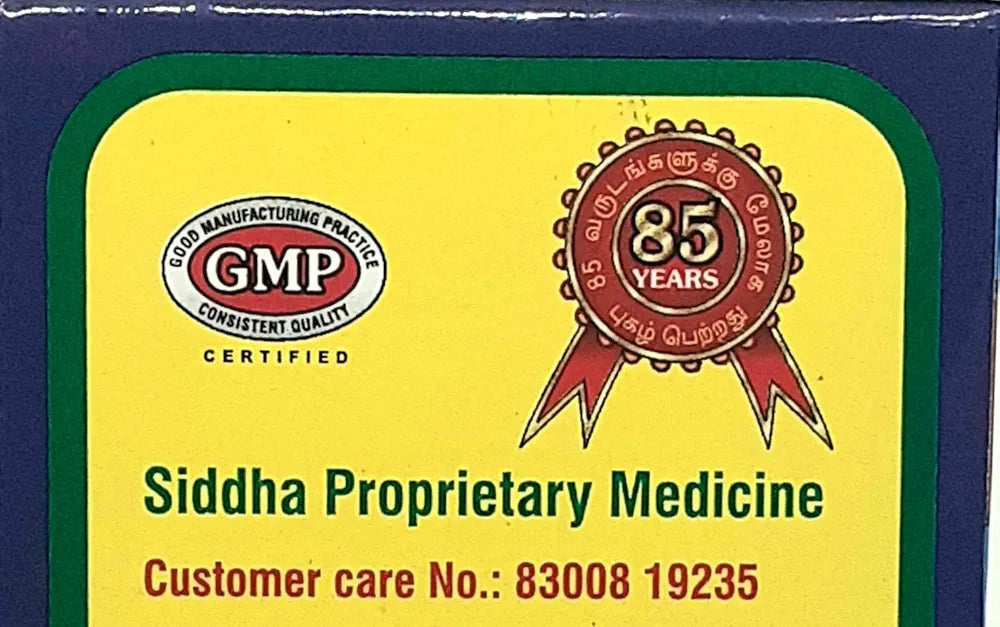 GOOD MANUFACTURING PRACTICE
GMP
CONSISTENT QUALITY
CERTIFIED
85 வருடங்களுக்கு மேலாக
85
YEARS
புகழ் பெற்றது
Siddha Proprietary Medicine
Customer care No.: 83008 19235